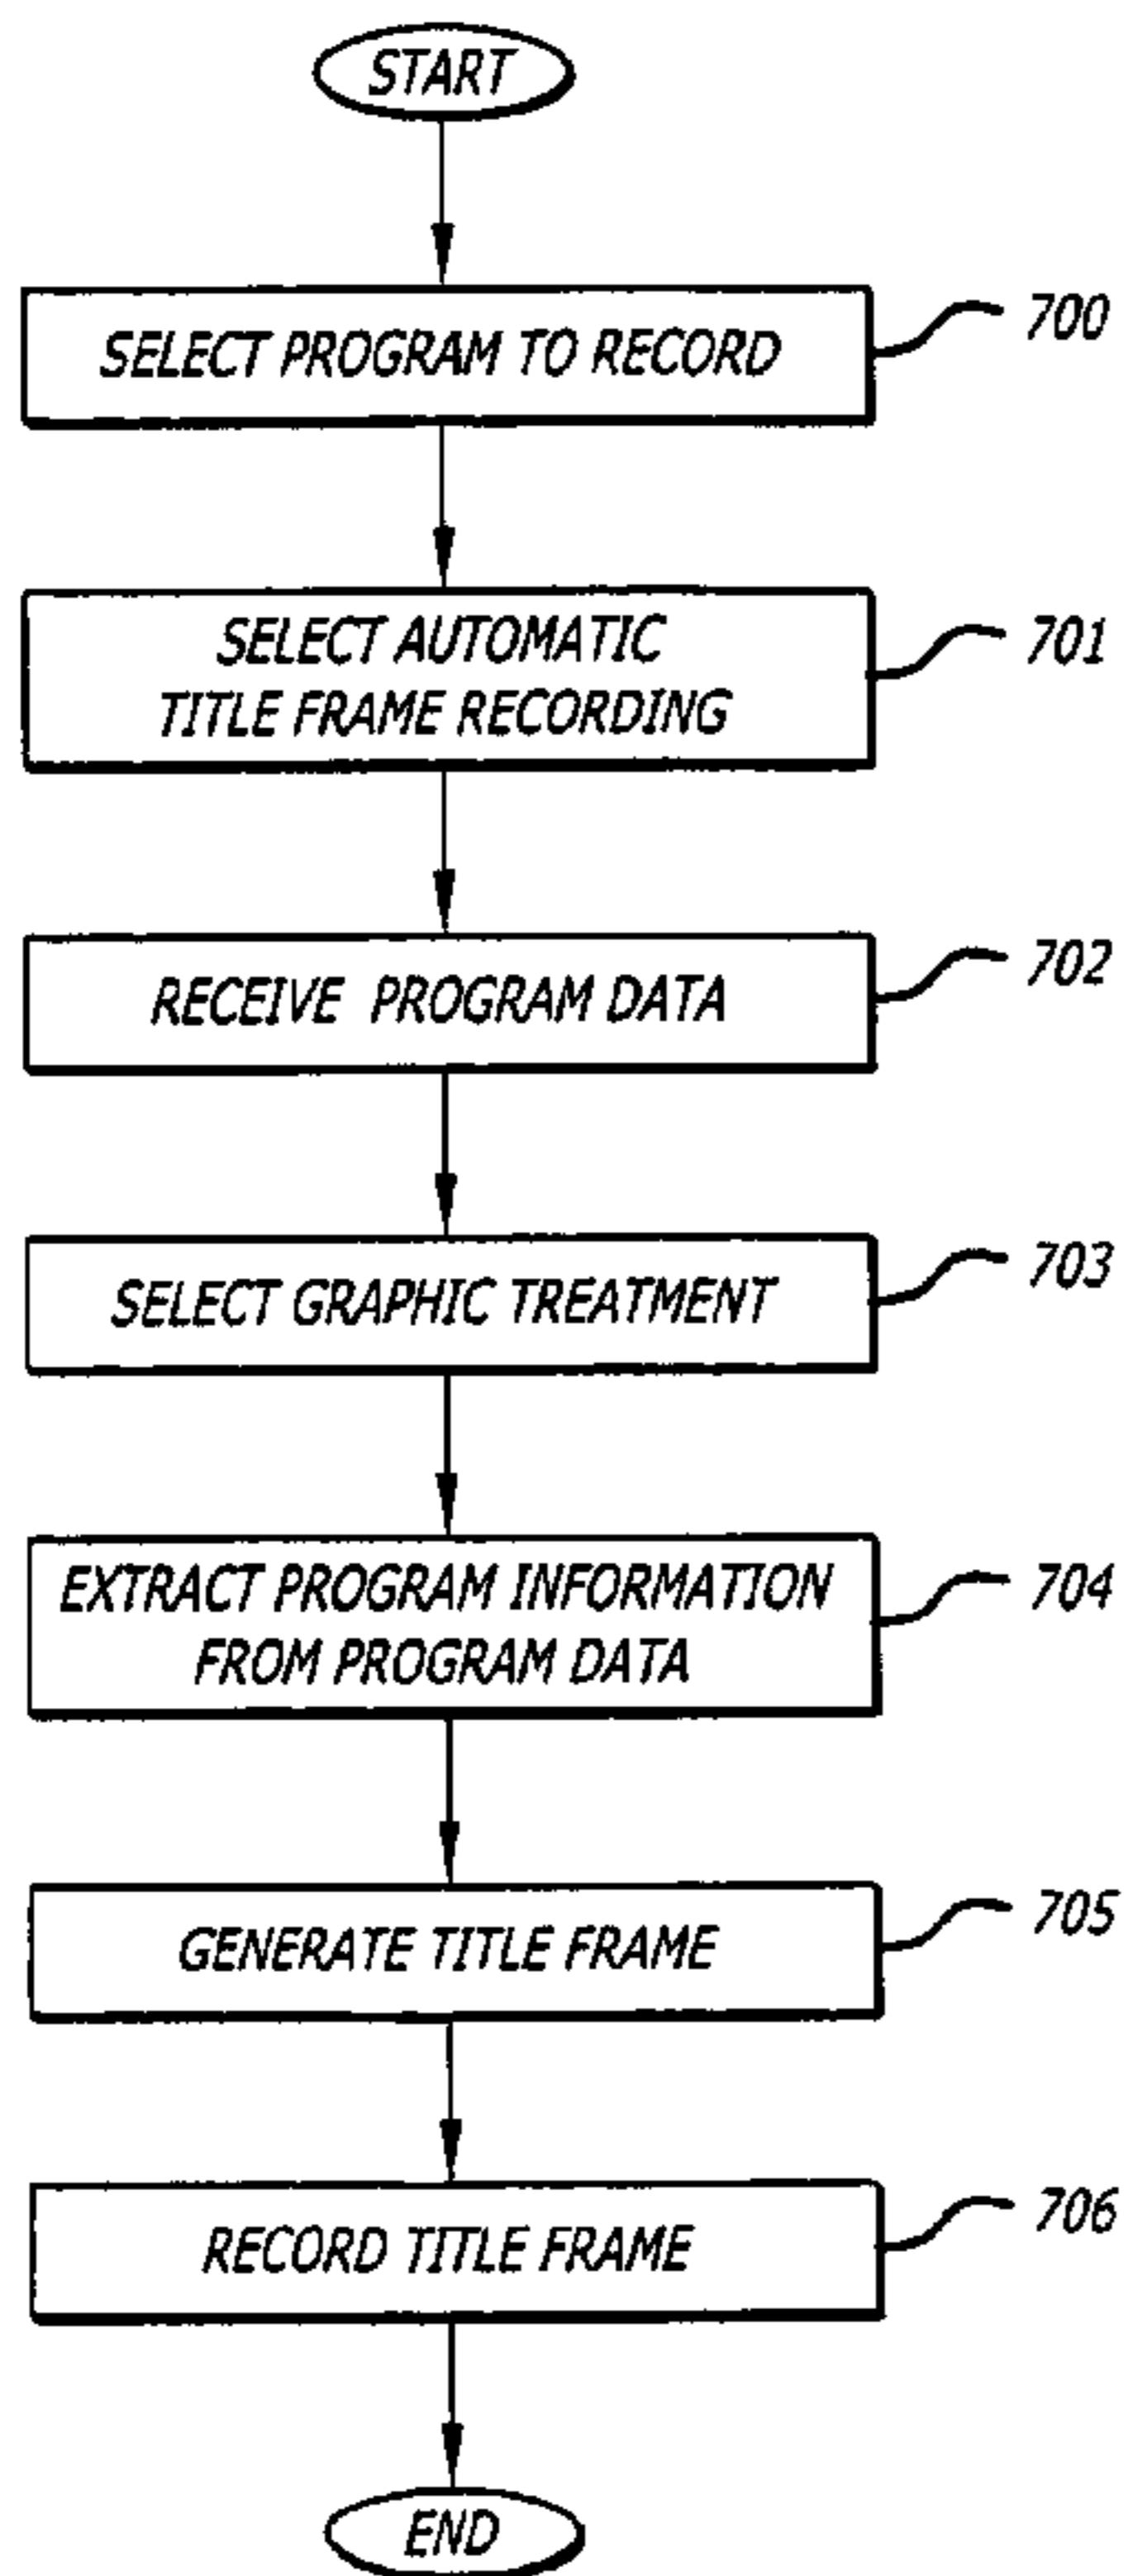 START
SELECT PROGRAM TO RECORD
700
SELECT AUTOMATIC
TITLE FRAME RECORDING
701
RECEIVE PROGRAM DATA
702
SELECT GRAPHIC TREATMENT
703
EXTRACT PROGRAM INFORMATION
FROM PROGRAM DATA
704
GENERATE TITLE FRAME
705
RECORD TITLE FRAME
706
END